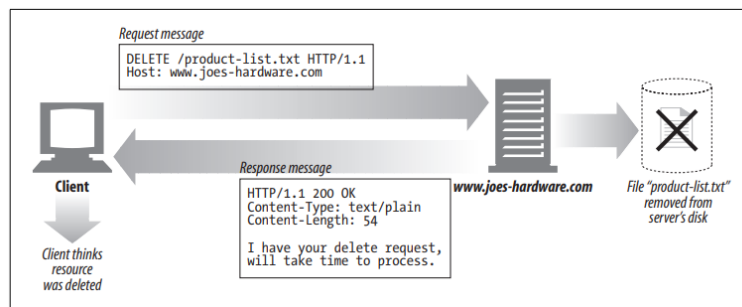 Request message
DELETE /product-list.txt HTTP/1.1
Host: www.joes-hardware.com
Client
www.joes-hardware.com
File "product-list.txt"
removed from
server's disk
Response message
HTTP/1.1 200 OK
Content-Type: text/plain
Content-Length: 54
I have your delete request,
will take time to process.
Client thinks
resource
was deleted